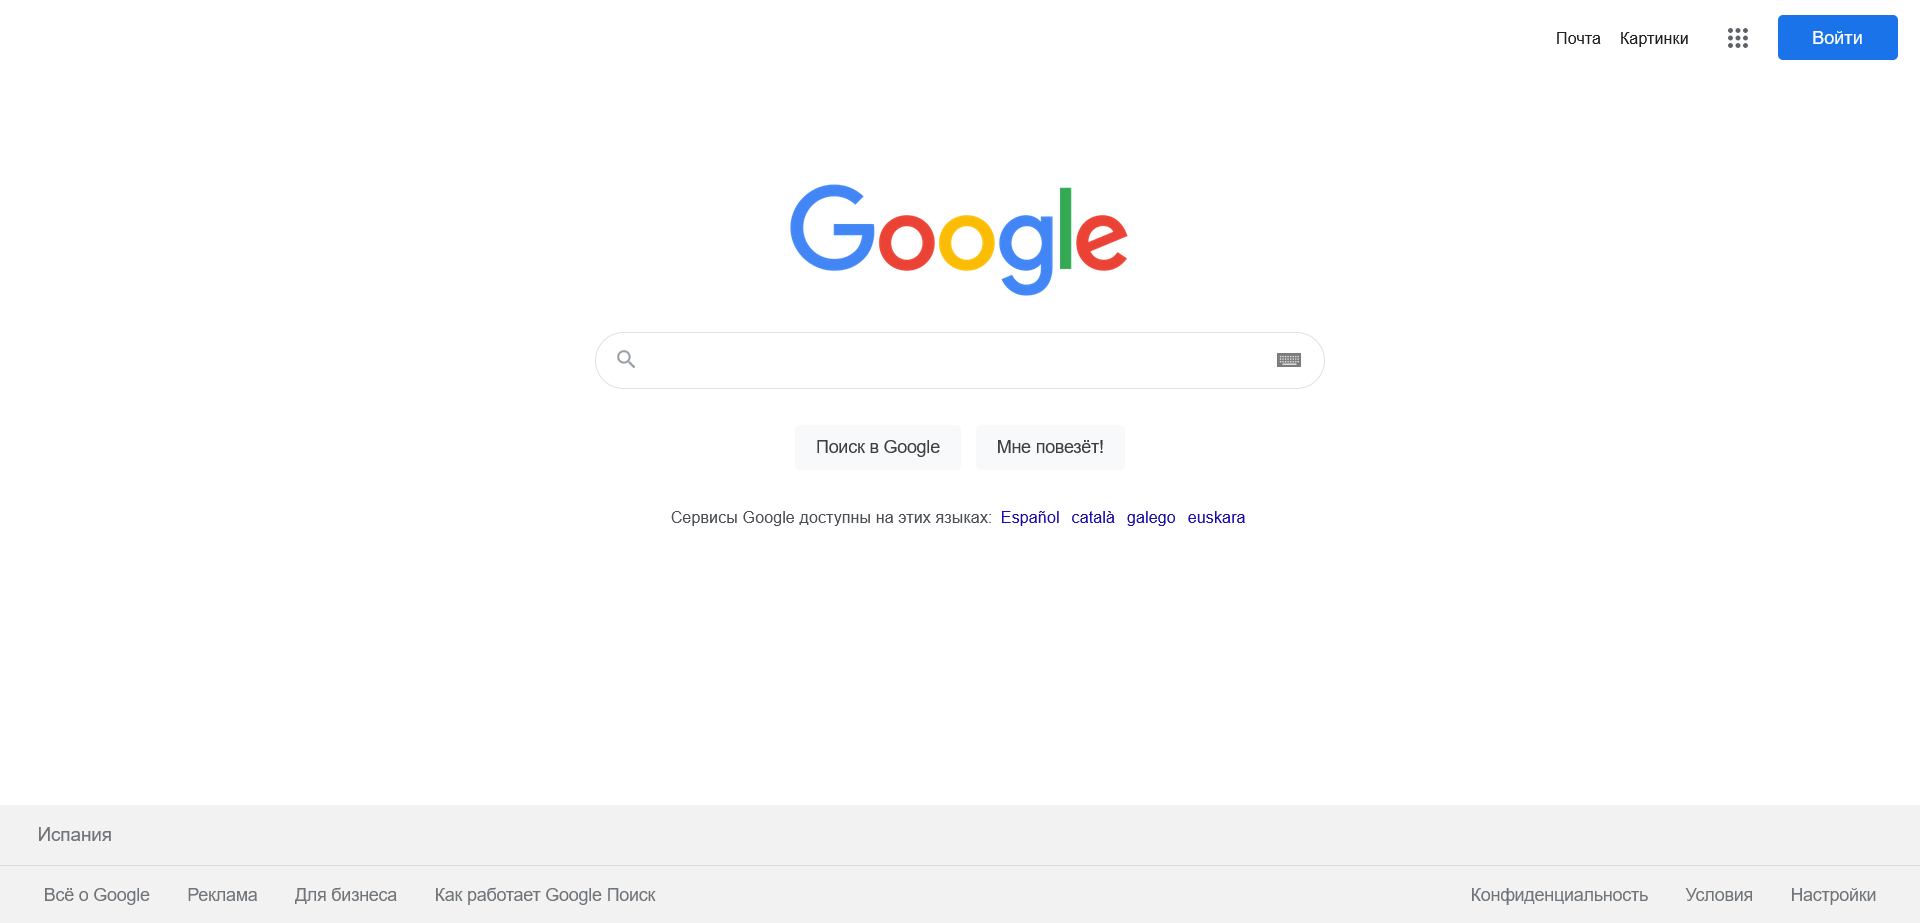 Почта Картинки Войти
Google
Поиск в Google Мне повезёт!
Сервисы Google доступны на этих языках: Español català galego euskara
Испания
Всё о Google Реклама Для бизнеса Как работает Google Поиск Конфиденциальность Условия Настройки